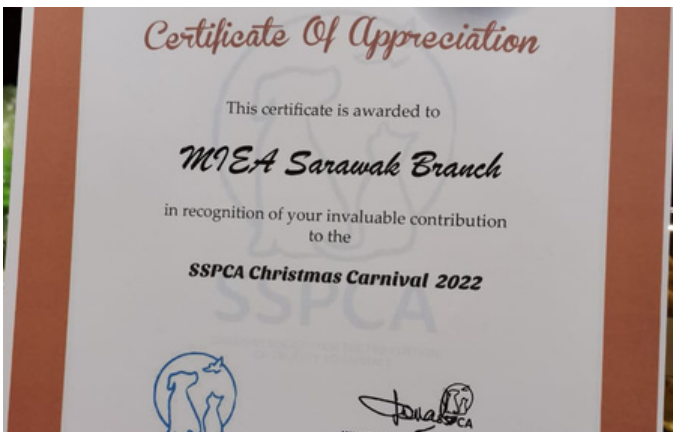 Certificate Of Appreciation
This certificate is awarded to
MIEA Sarawak Branch
in recognition of your invaluable contribution
to the
SSPCA Christmas Carnival 2022
SSPCA
SSPCA